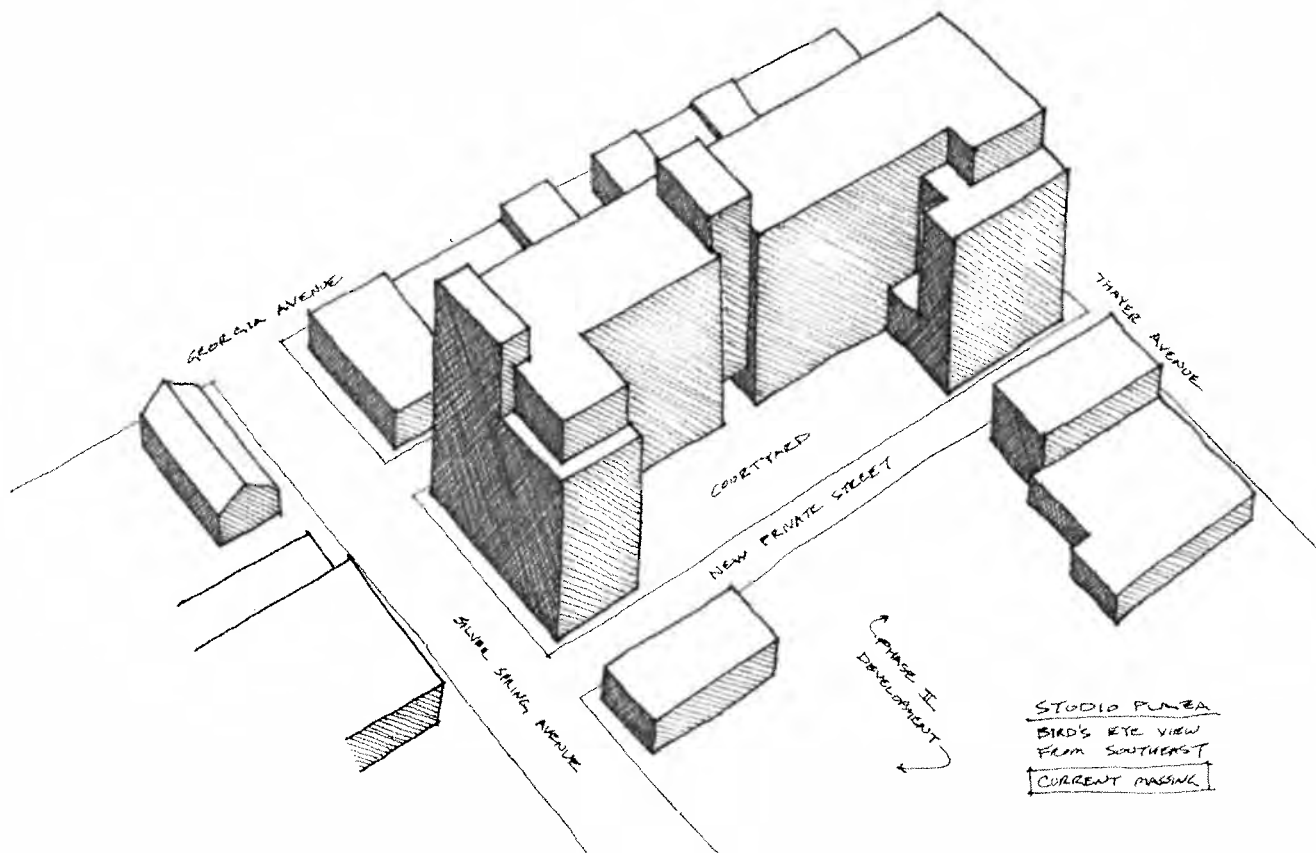 GEORGIA AVENUE
THAYER AVENUE
COURTYARD
NEW PRIVATE STREET
SILVER SPRING AVENUE
PHASE II
DEVELOPMENT
STUDIO PLAZA
BIRD'S EYE VIEW
FROM SOUTHEAST
CURRENT MASSING